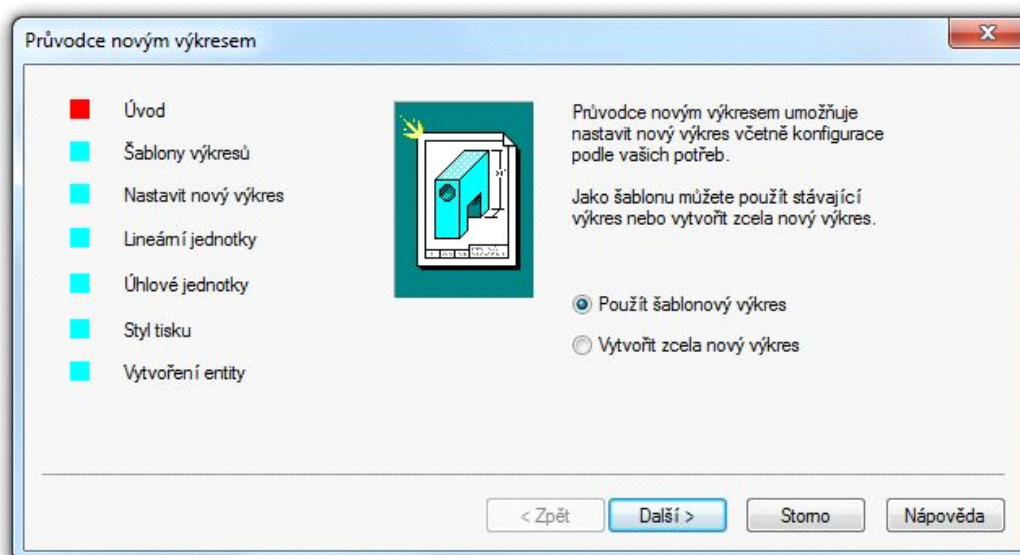 Průvodce novým výkresem
Úvod
Šablony výkresů
Nastavit nový výkres
Lineární jednotky
Úhlové jednotky
Styl tisku
Vytvoření entity
Průvodce novým výkresem umožňuje
nastavit nový výkres včetně konfigurace
podle vašich potřeb.
Jako šablonu můžete použít stávající
výkres nebo vytvořit zcela nový výkres.
Použít šablonový výkres
Vytvořit zcela nový výkres
< Zpět
Další >
Storno
Nápověda